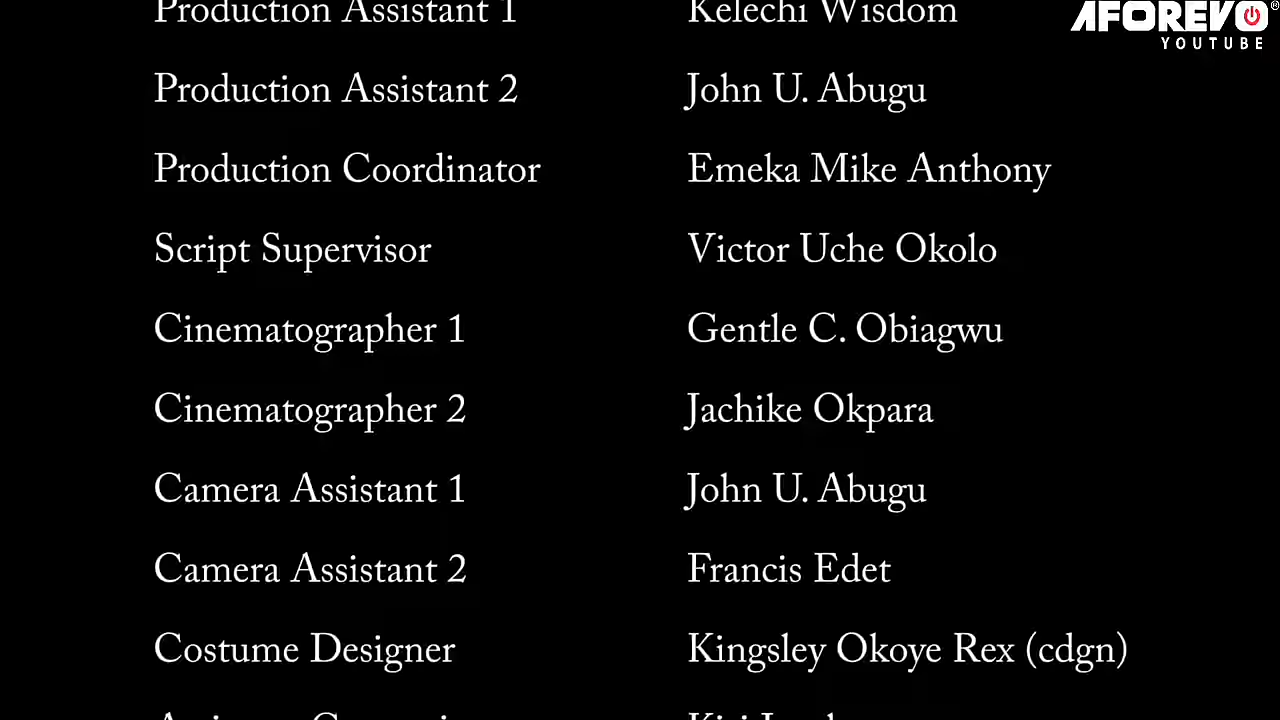 Production Assistant 1 Kelechi Wisdom
AFOREVO
YOUTUBE
Production Assistant 2 John U. Abugu
Production Coordinator Emeka Mike Anthony
Script Supervisor Victor Uche Okolo
Cinematographer 1 Gentle C. Obiagwu
Cinematographer 2 Jachike Okpara
Camera Assistant 1 John U. Abugu
Camera Assistant 2 Francis Edet
Costume Designer Kingsley Okoye Rex (cdgn)